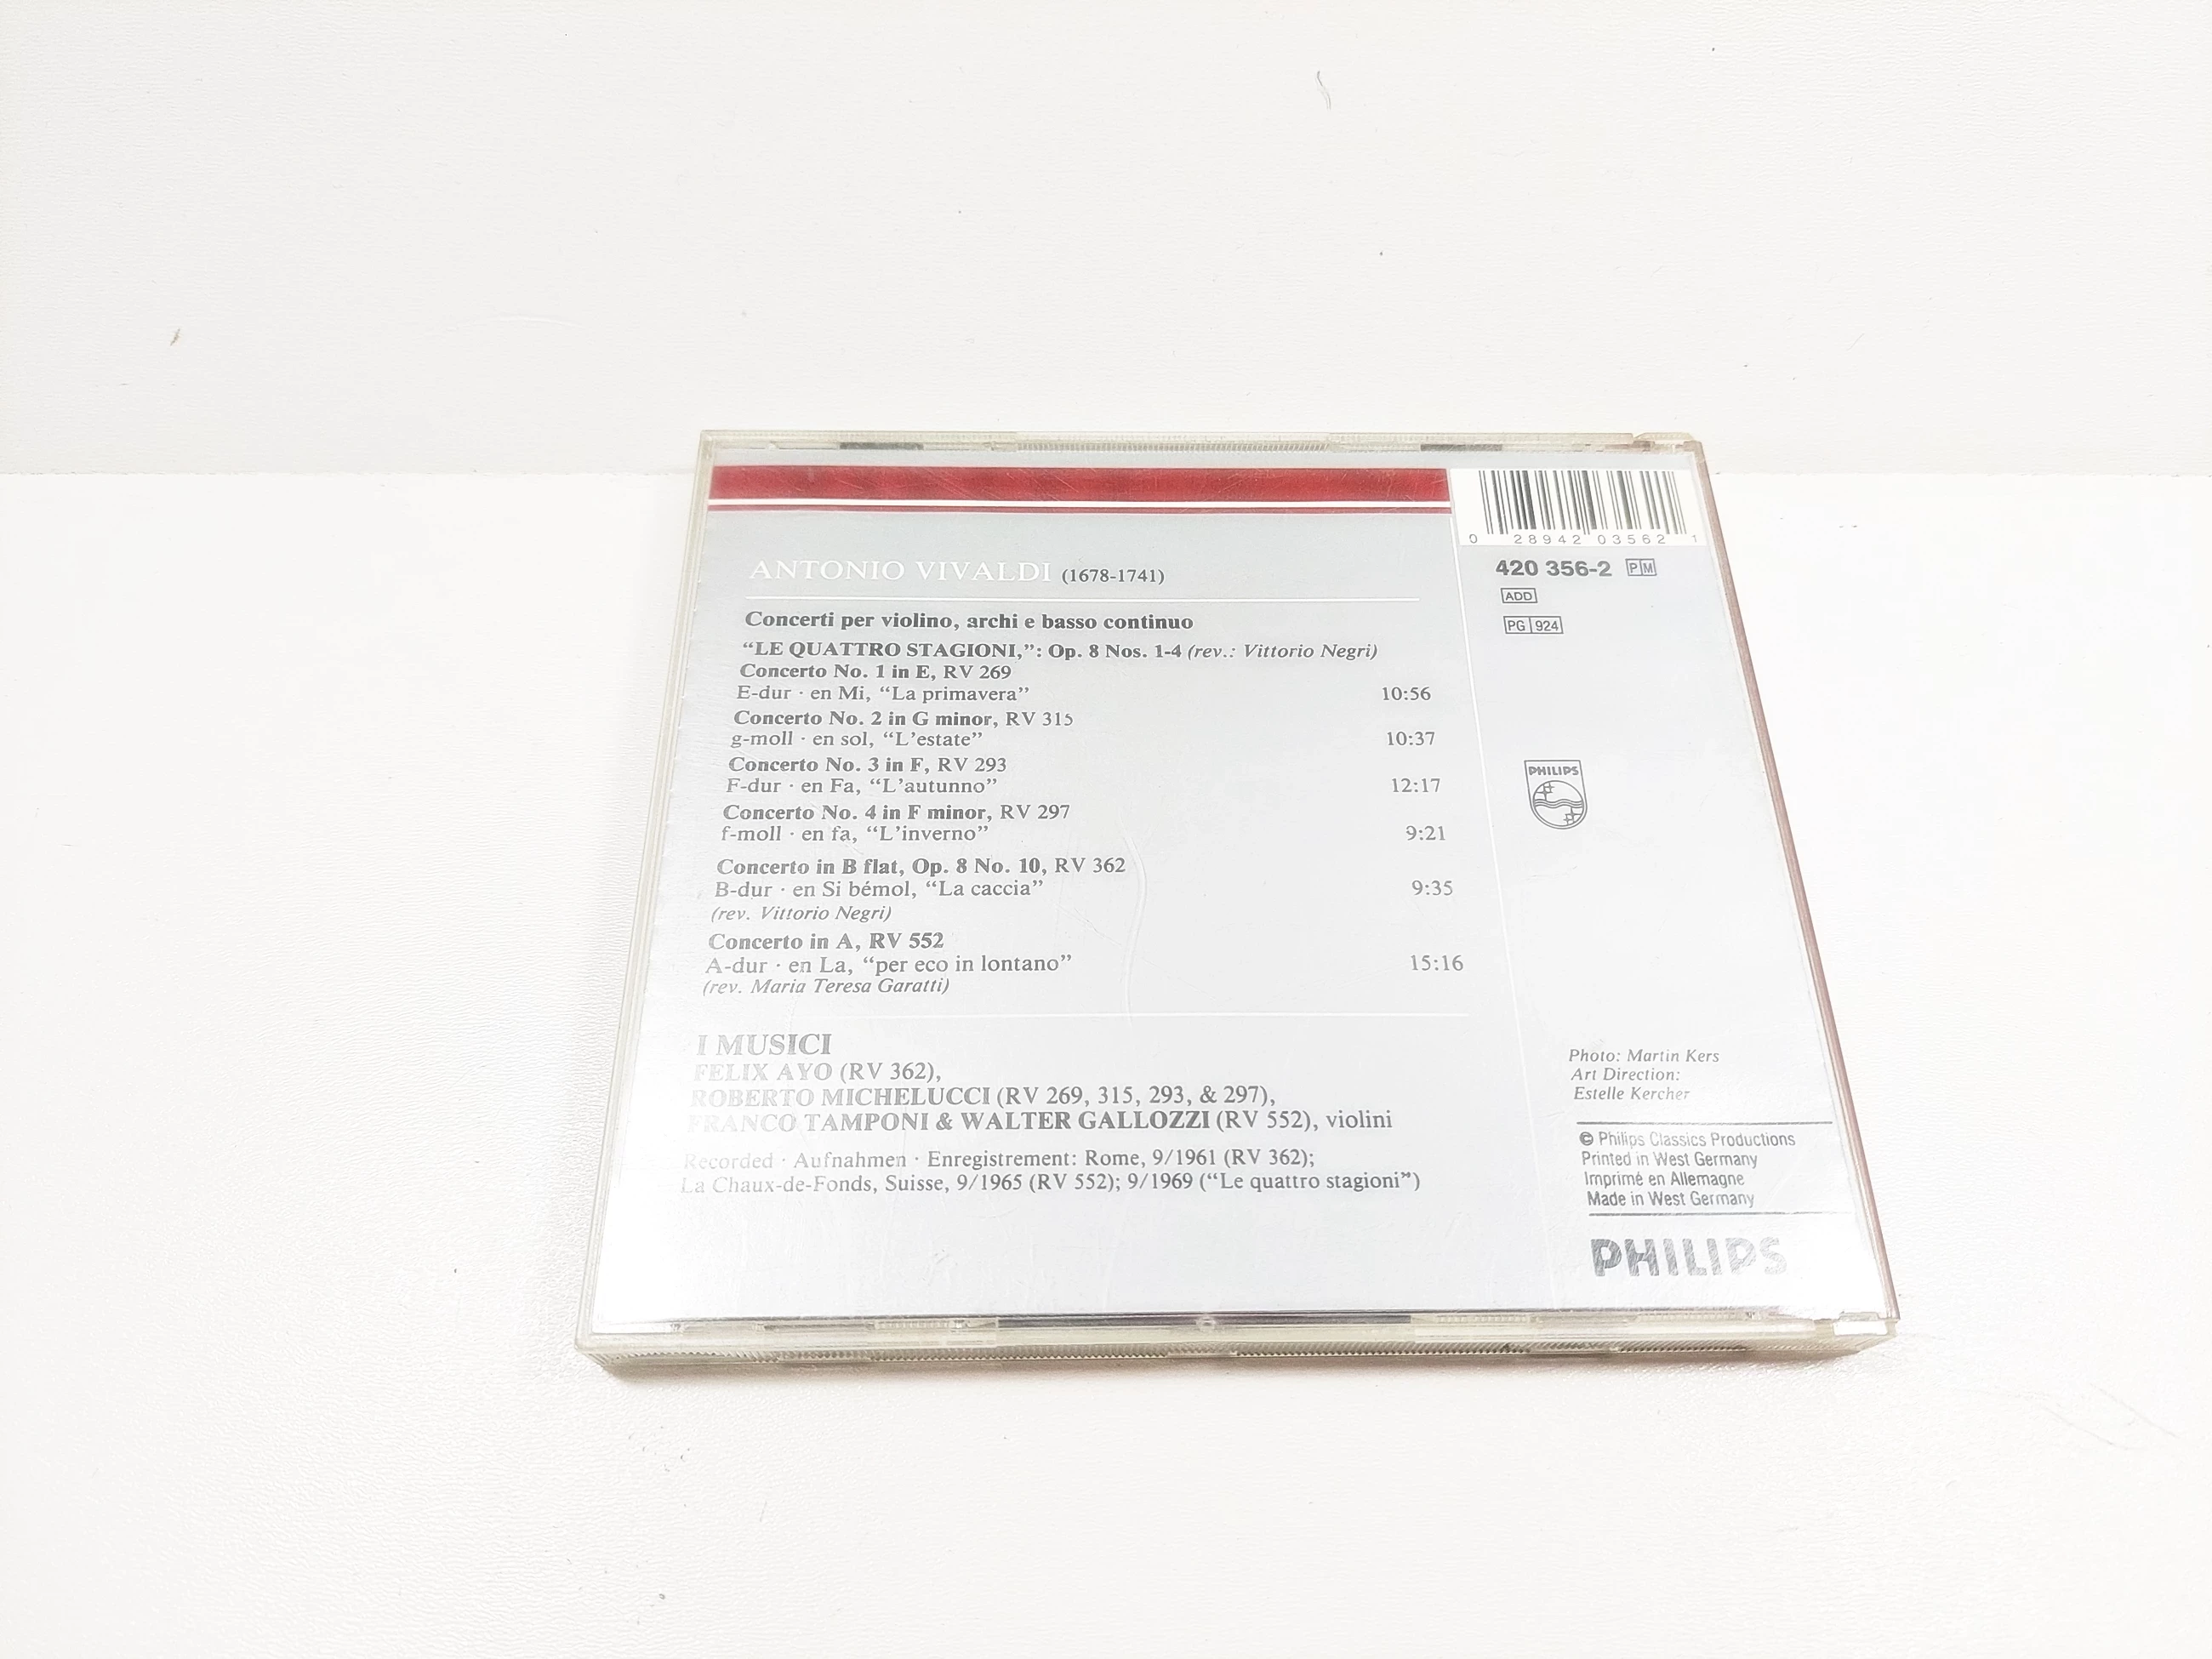 ANTONIO VIVALDI (1678-1741)
Concerti per violino, archi e basso continuo
“LE QUATTRO STAGIONI,”: Op. 8 Nos. 1-4 (rev.: Vittorio Negri)
Concerto No. 1 in E, RV 269
E-dur · en Mi, “La primavera” 10:56
Concerto No. 2 in G minor, RV 315
g-moll · en sol, “L’estate” 10:37
Concerto No. 3 in F, RV 293
F-dur · en Fa, “L’autunno” 12:17
Concerto No. 4 in F minor, RV 297
f-moll · en fa, “L’inverno” 9:21
Concerto in B flat, Op. 8 No. 10, RV 362
B-dur · en Si bémol, “La caccia” 9:35
(rev. Vittorio Negri)
Concerto in A, RV 552
A-dur · en La, “per eco in lontano” 15:16
(rev. Maria Teresa Garatti)
I MUSICI
FELIX AYO (RV 362),
ROBERTO MICHELUCCI (RV 269, 315, 293, & 297),
FRANCO TAMPONI & WALTER GALLOZZI (RV 552), violini
Recorded · Aufnahmen · Enregistrement: Rome, 9/1961 (RV 362);
La Chaux-de-Fonds, Suisse, 9/1965 (RV 552); 9/1969 (“Le quattro stagioni”)
0 28942 03562 1
420 356-2 PM
ADD
PG 924
PHILIPS
Photo: Martin Kers
Art Direction:
Estelle Kercher
℗ Philips Classics Productions
Printed in West Germany
Imprimé en Allemagne
Made in West Germany
PHILIPS